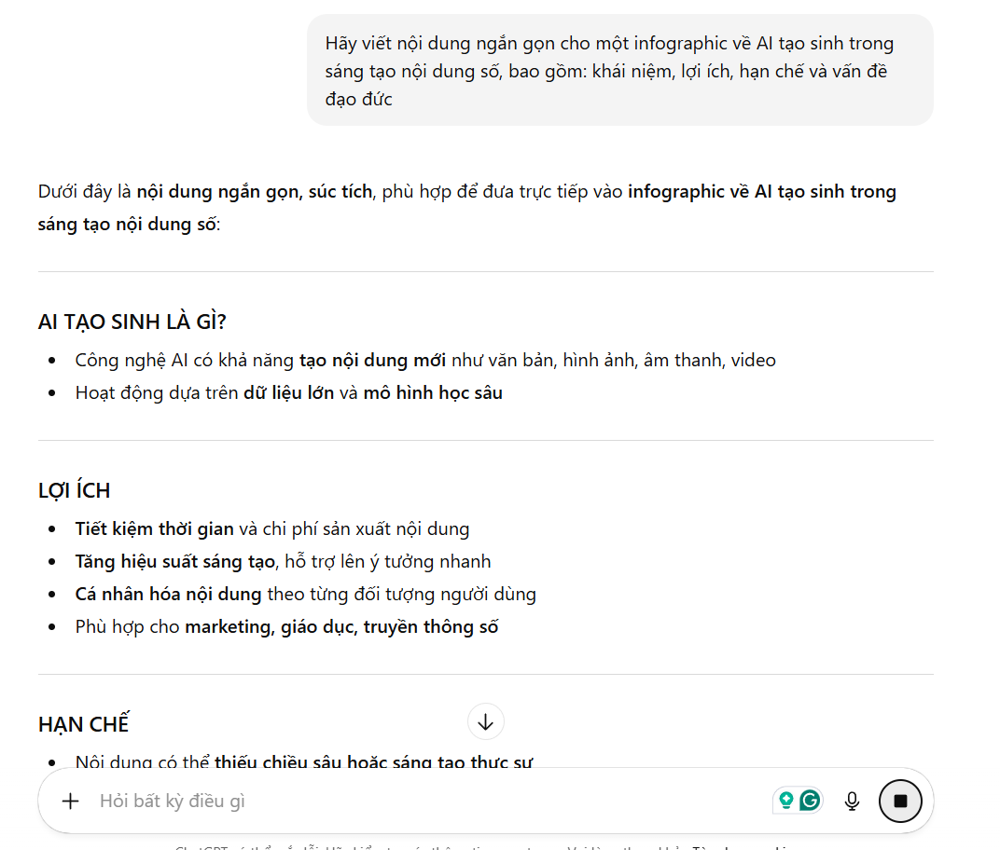 Hãy viết nội dung ngắn gọn cho một infographic về AI tạo sinh trong
sáng tạo nội dung số, bao gồm: khái niệm, lợi ích, hạn chế và vấn đề
đạo đức
Dưới đây là nội dung ngắn gọn, súc tích, phù hợp để đưa trực tiếp vào infographic về AI tạo sinh trong
sáng tạo nội dung số:
AI TẠO SINH LÀ GÌ?
Công nghệ AI có khả năng tạo nội dung mới như văn bản, hình ảnh, âm thanh, video
Hoạt động dựa trên dữ liệu lớn và mô hình học sâu
LỢI ÍCH
Tiết kiệm thời gian và chi phí sản xuất nội dung
Tăng hiệu suất sáng tạo, hỗ trợ lên ý tưởng nhanh
Cá nhân hóa nội dung theo từng đối tượng người dùng
Phù hợp cho marketing, giáo dục, truyền thông số
HẠN CHẾ
Nội dung có thể thiếu chiều sâu hoặc sáng tạo thực sự
Hỏi bất kỳ điều gì